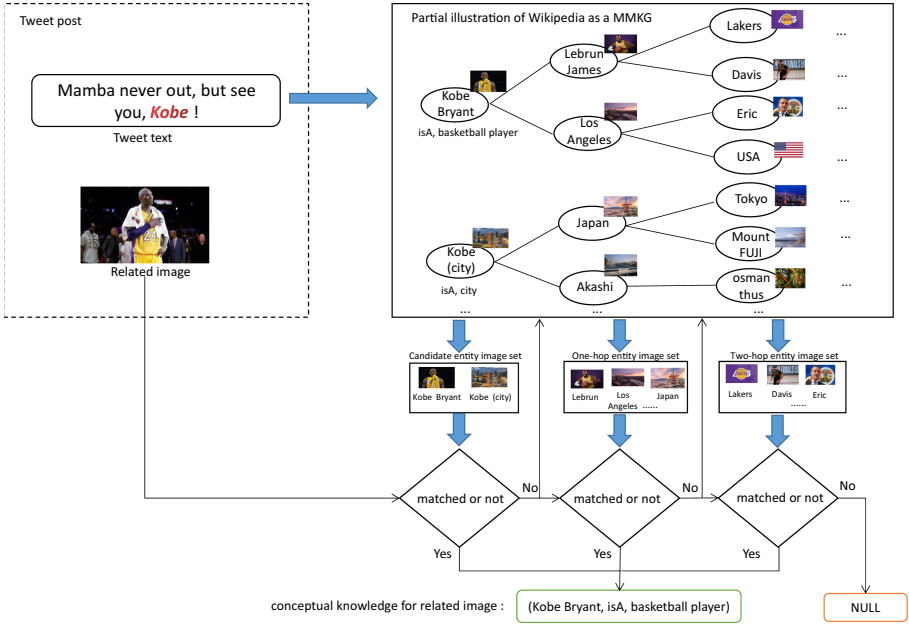 Tweet post
Mamba never out, but see
you, Kobe !
Tweet text
24
Related image
Partial illustration of Wikipedia as a MMKG
Kobe
Bryant
isA, basketball player
Lebrun
James
Los
Angeles
Lakers
...
Davis
...
Eric
...
USA
...
Kobe
(city)
isA, city
Japan
Akashi
Tokyo
...
Mount
FUJI
...
osman
thus
...
...
...
...
Candidate entity image set
Kobe Bryant
Kobe (city)
One-hop entity image set
Lebrun
Los
Angeles
Japan
......
Two-hop entity image set
Lakers
Davis
Eric
......
matched or not
No
matched or not
No
matched or not
No
Yes
Yes
Yes
conceptual knowledge for related image :
(Kobe Bryant, isA, basketball player)
NULL